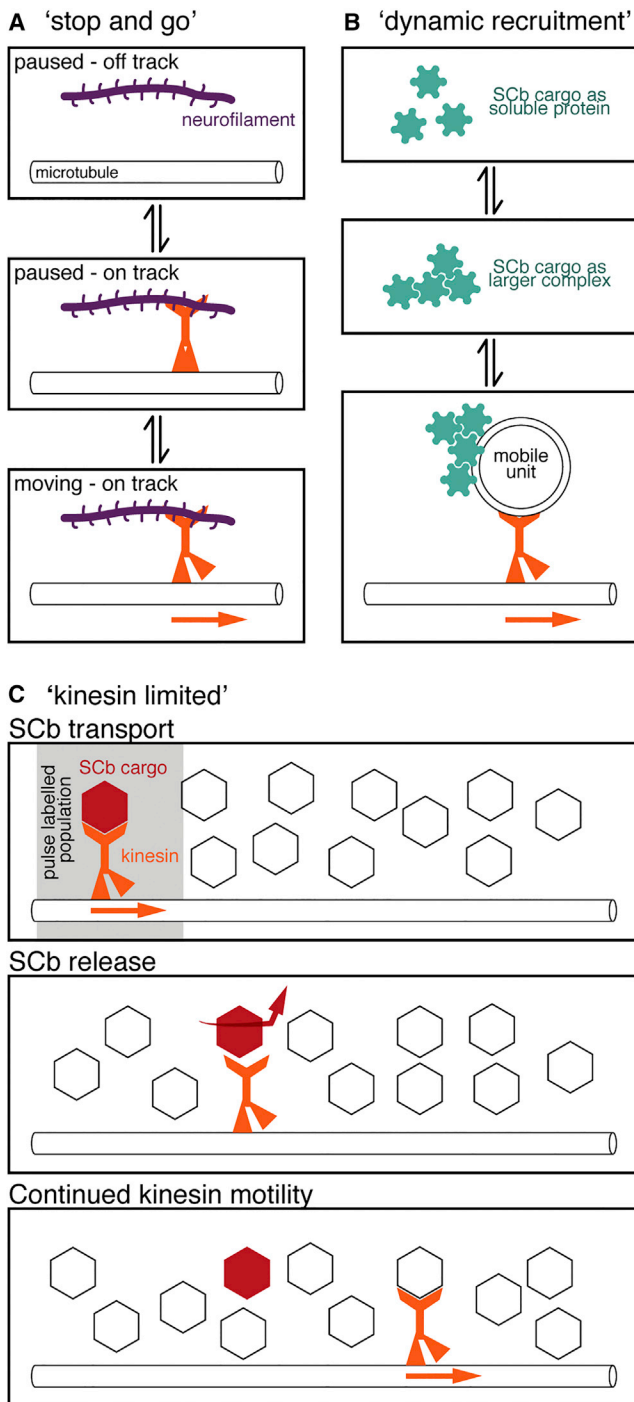 A 'stop and go'
paused - off track
neurofilament
microtubule
paused - on track
moving - on track
B 'dynamic recruitment'
SCb cargo as
soluble protein
SCb cargo as
larger complex
mobile
unit
C 'kinesin limited'
SCb transport
pulse labelled
population
SCb cargo
kinesin
SCb release
Continued kinesin motility